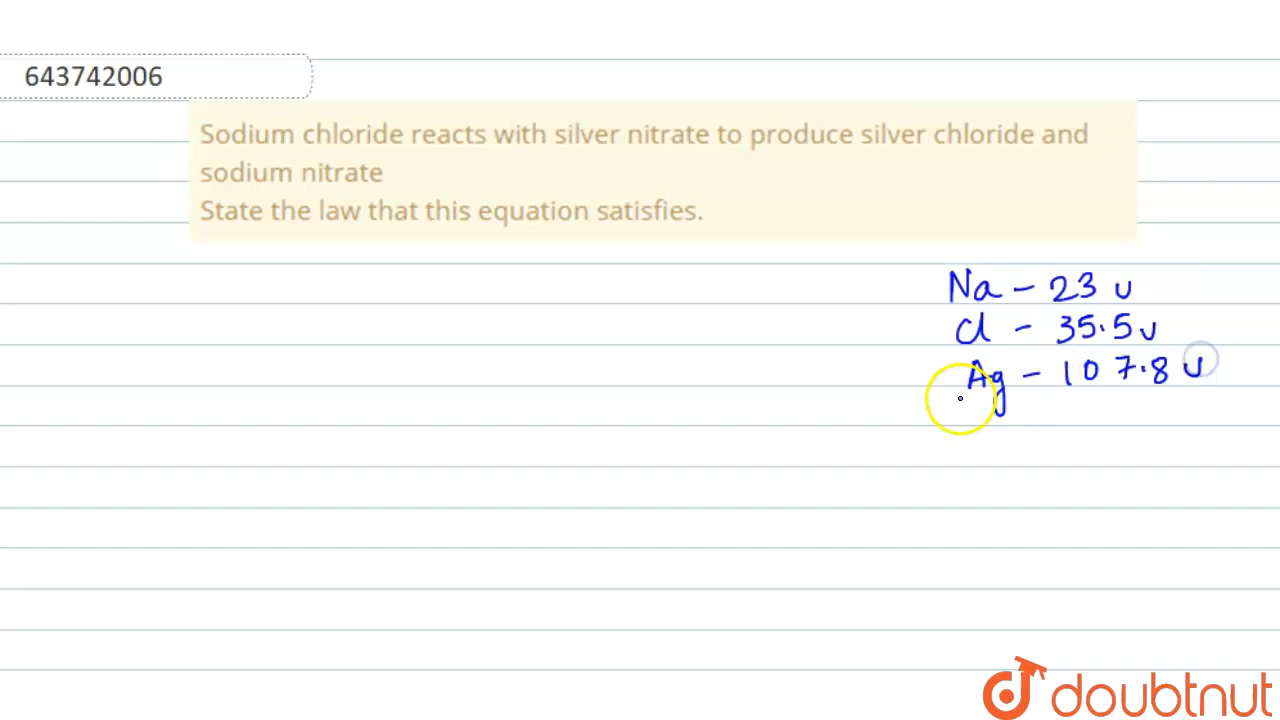 643742006
Sodium chloride reacts with silver nitrate to produce silver chloride and
sodium nitrate
State the law that this equation satisfies.
Na - 23 u
Cl - 35.5 u
Ag - 107.8 u
doubtnut